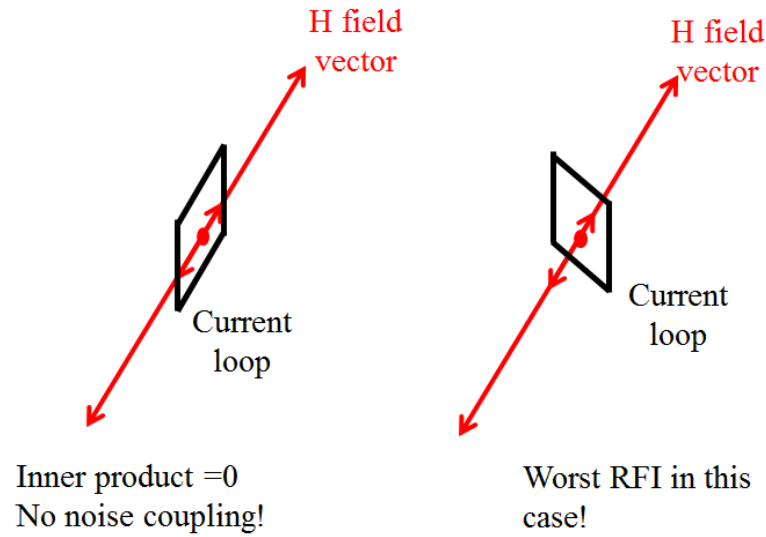 H field
vector
H field
vector
Current
loop
Current
loop
Inner product =0
No noise coupling!
Worst RFI in this
case!